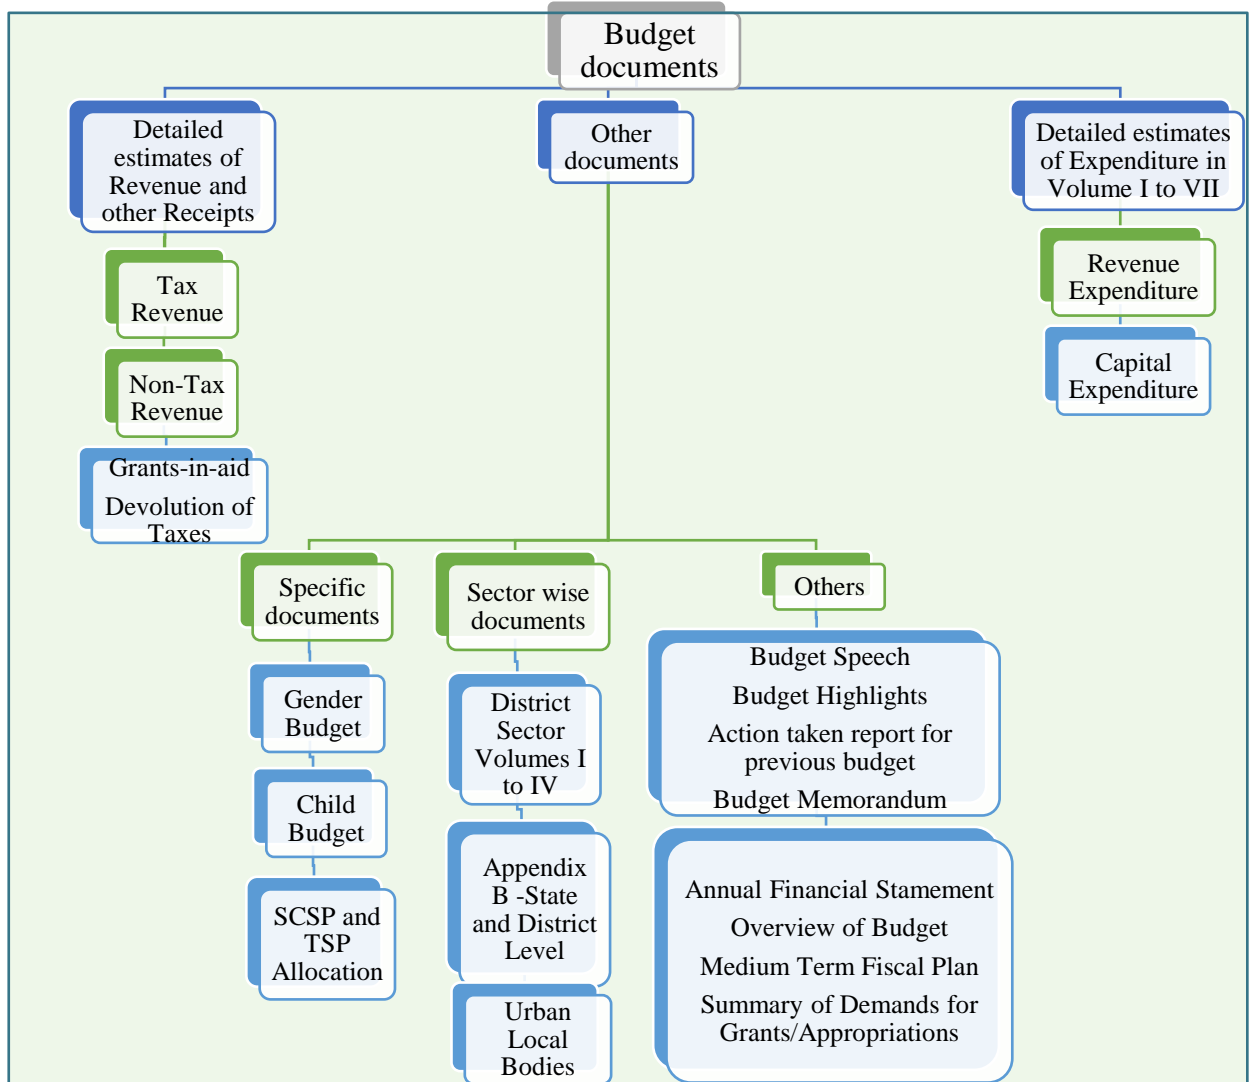 Budget
documents
Detailed
estimates of
Revenue and
other Receipts
Tax
Revenue
Non-Tax
Revenue
Grants-in-aid
Devolution of
Taxes
Other
documents
Specific
documents
Gender
Budget
Child
Budget
SCSP and
TSP
Allocation
Sector wise
documents
District
Sector
Volumes I
to IV
Appendix
B -State
and District
Level
Urban
Local
Bodies
Others
Budget Speech
Budget Highlights
Action taken report for
previous budget
Budget Memorandum
Annual Financial Stamement
Overview of Budget
Medium Term Fiscal Plan
Summary of Demands for
Grants/Appropriations
Detailed estimates
of Expenditure in
Volume I to VII
Revenue
Expenditure
Capital
Expenditure